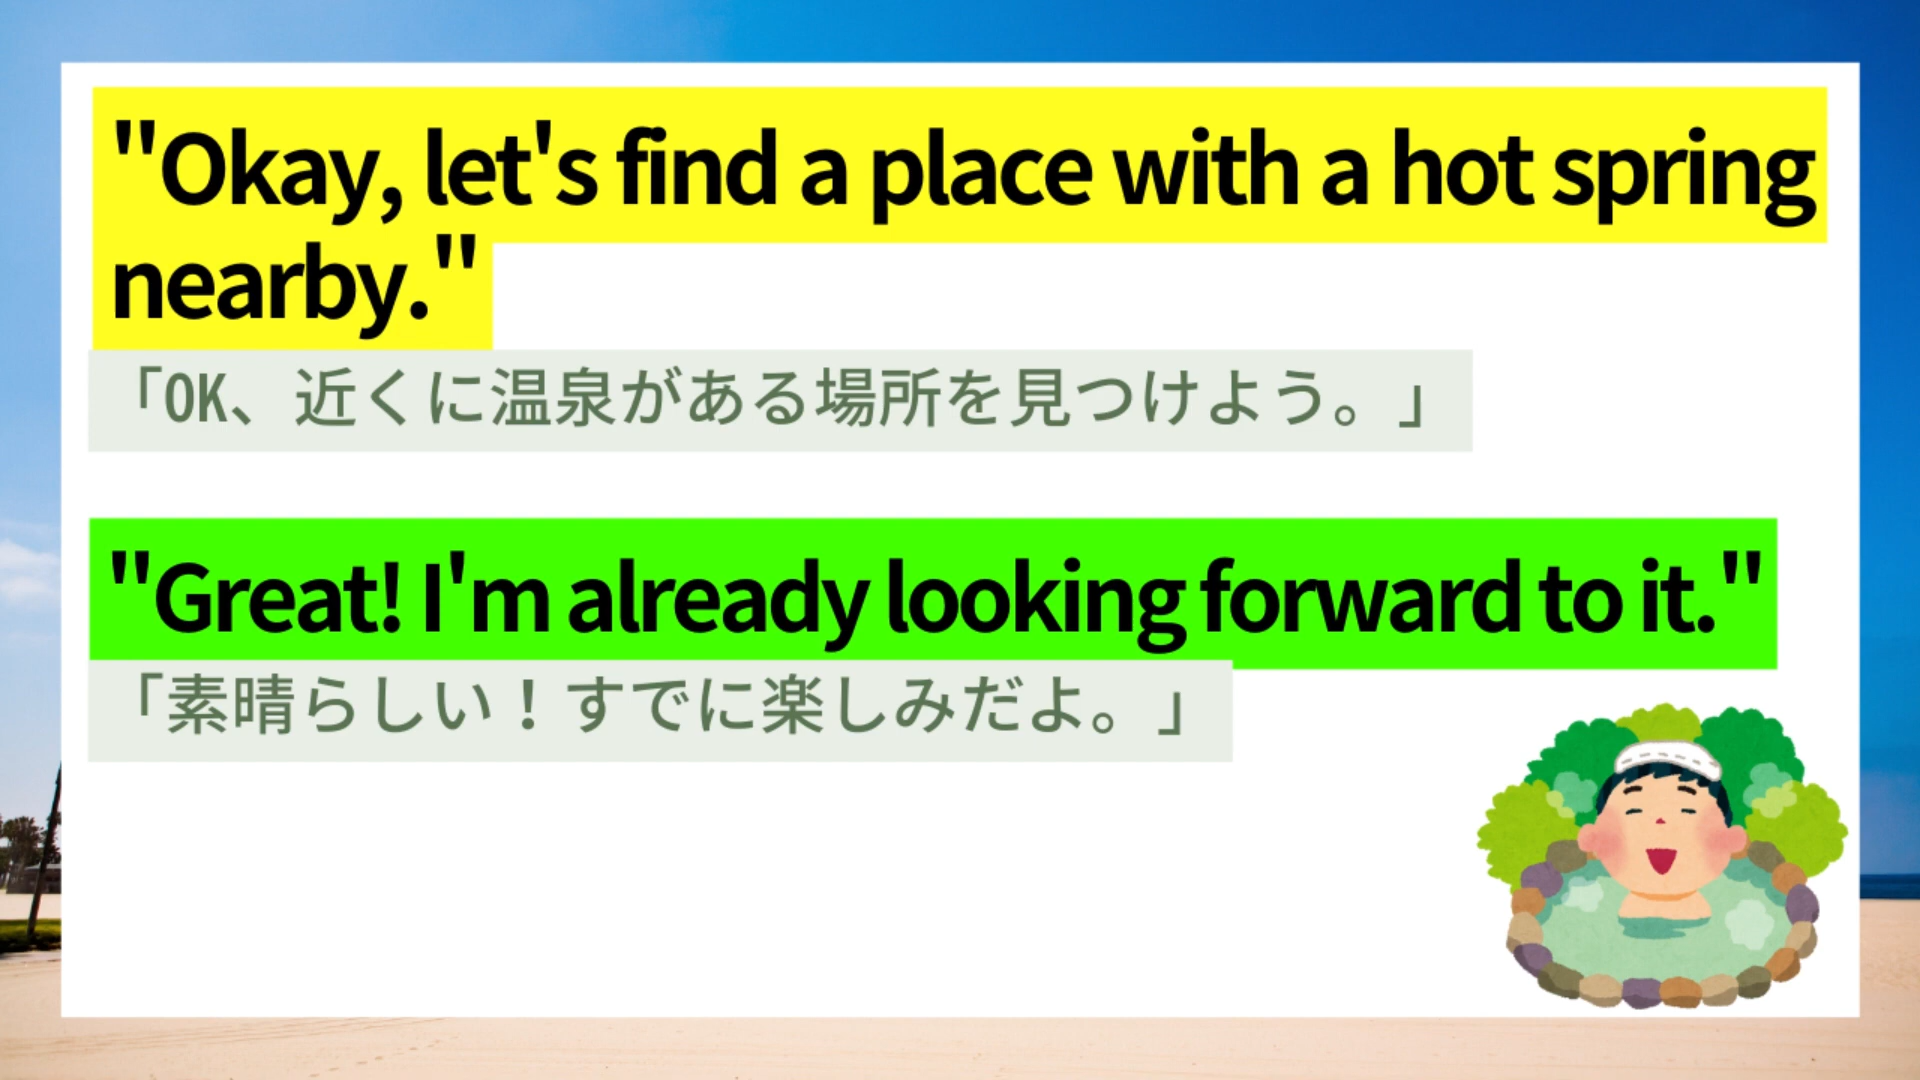 "Okay, let's find a place with a hot spring
nearby."
「OK、近くに温泉がある場所を見つけよう。」
"Great! I'm already looking forward to it."
「素晴らしい！すでに楽しみだよ。」